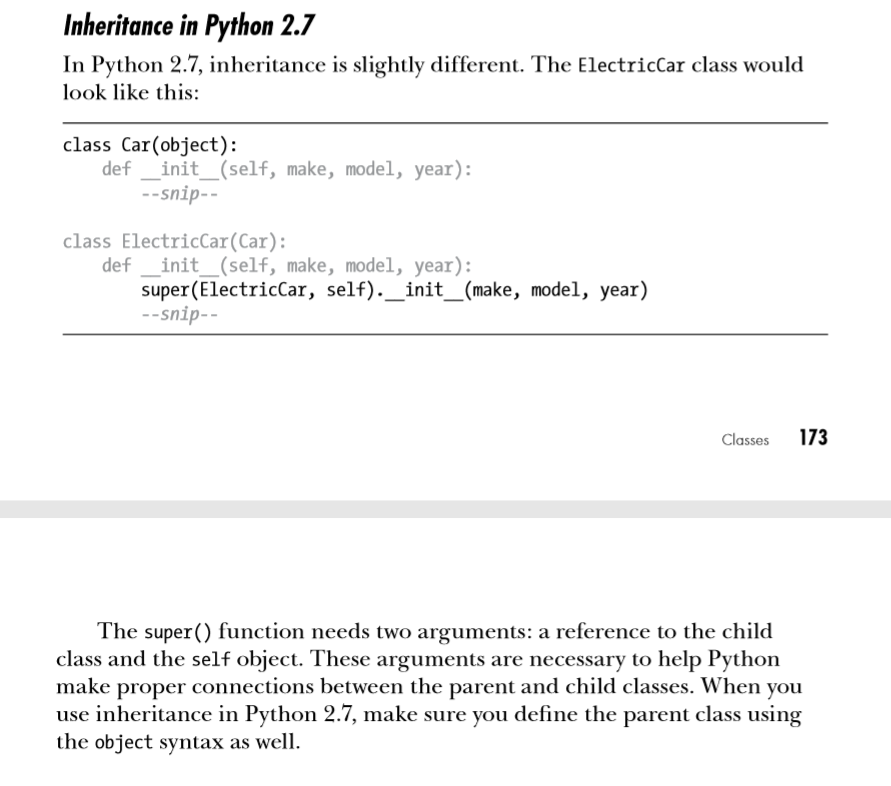 Inheritance in Python 2.7
In Python 2.7, inheritance is slightly different. The ElectricCar class would
look like this:
class Car(object):
    def __init__(self, make, model, year):
        --snip--
class ElectricCar(Car):
    def __init__(self, make, model, year):
        super(ElectricCar, self).__init__(make, model, year)
        --snip--
Classes 173
The super() function needs two arguments: a reference to the child
class and the self object. These arguments are necessary to help Python
make proper connections between the parent and child classes. When you
use inheritance in Python 2.7, make sure you define the parent class using
the object syntax as well.